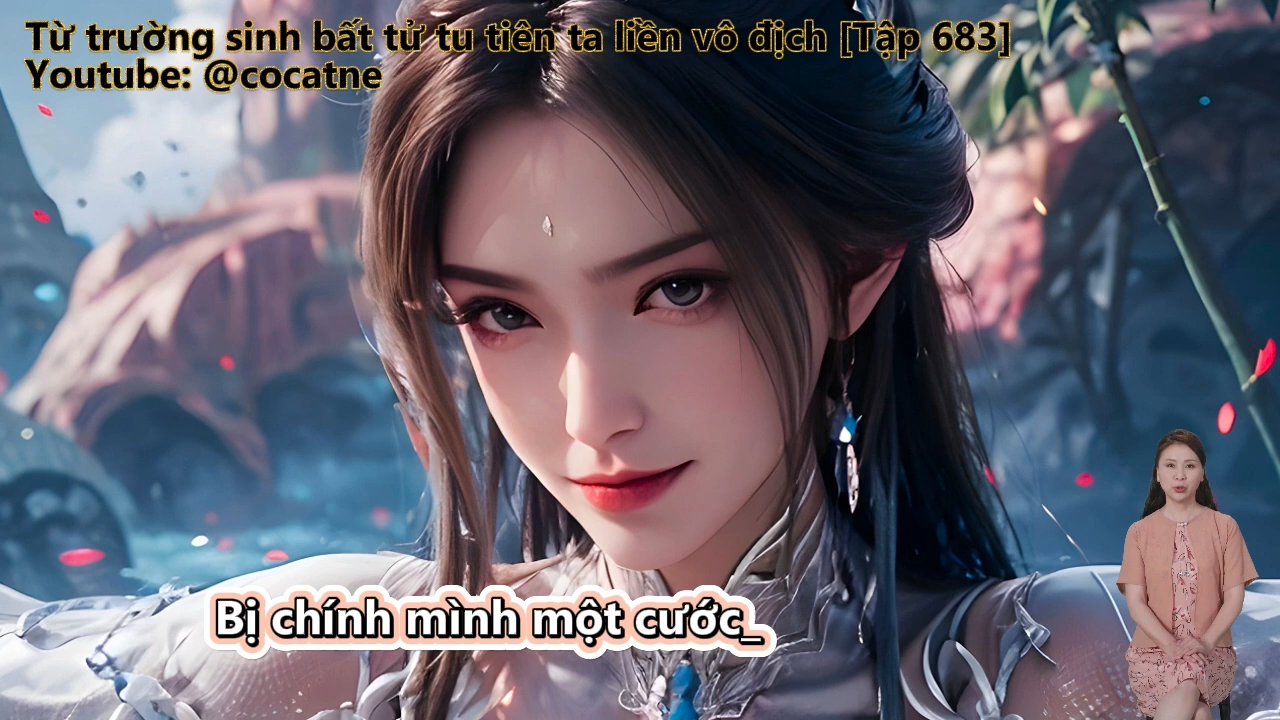 Từ trường sinh bất tử tu tiên ta liền vô địch [Tập 683]
Youtube: @cocatne
Bị chính mình một cước_